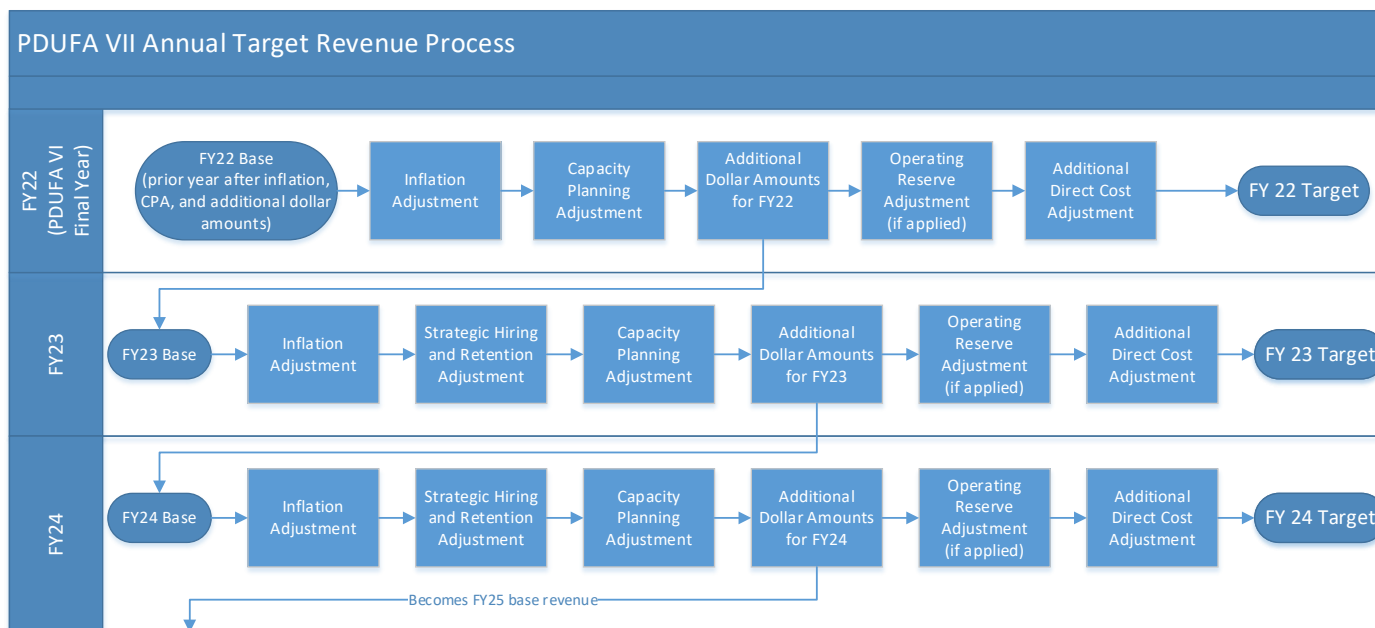 PDUFA VII Annual Target Revenue Process
FY22
(PDUFA VI
Final Year)
FY22 Base
(prior year after inflation,
CPA, and additional dollar
amounts)
Inflation
Adjustment
Capacity
Planning
Adjustment
Additional
Dollar Amounts
for FY22
Operating
Reserve
Adjustment
(if applied)
Additional
Direct Cost
Adjustment
FY 22 Target
FY23
FY23 Base
Inflation
Adjustment
Strategic Hiring
and Retention
Adjustment
Capacity
Planning
Adjustment
Additional
Dollar Amounts
for FY23
Operating
Reserve
Adjustment
(if applied)
Additional
Direct Cost
Adjustment
FY 23 Target
FY24
FY24 Base
Inflation
Adjustment
Strategic Hiring
and Retention
Adjustment
Capacity
Planning
Adjustment
Additional
Dollar Amounts
for FY24
Operating
Reserve
Adjustment
(if applied)
Additional
Direct Cost
Adjustment
FY 24 Target
Becomes FY25 base revenue